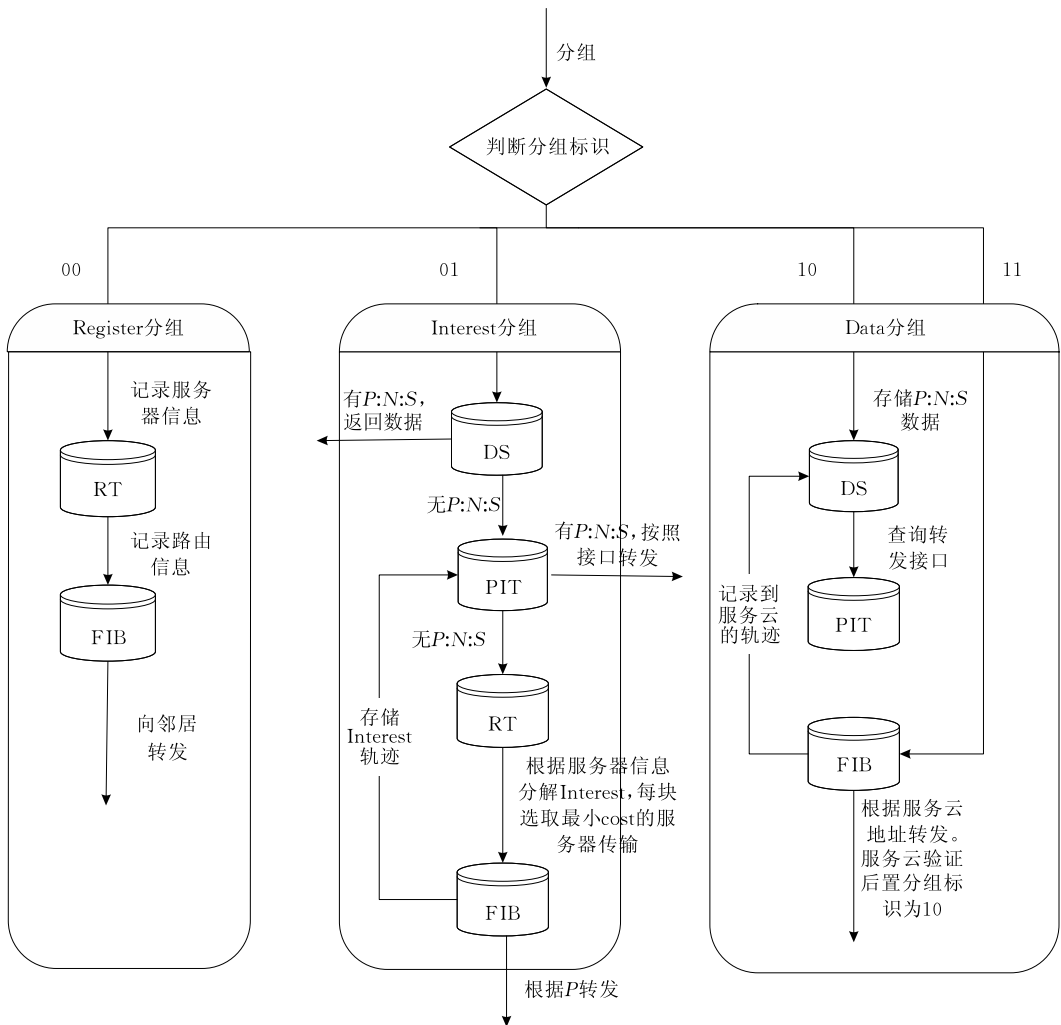 分组
判断分组标识
00
01
10
11
Register分组
记录服务
器信息
RT
记录路由
信息
FIB
向邻居
转发
Interest分组
有P:N:S,
返回数据
DS
无P:N:S
有P:N:S,按照
接口转发
PIT
无P:N:S
RT
存储
Interest
轨迹
根据服务器信息
分解Interest,每块
选取最小cost的服
务器传输
FIB
根据P转发
Data分组
存储P:N:S
数据
DS
查询转
发接口
PIT
记录到
服务云
的轨迹
FIB
根据服务云
地址转发。
服务云验证
后置分组标
识为10